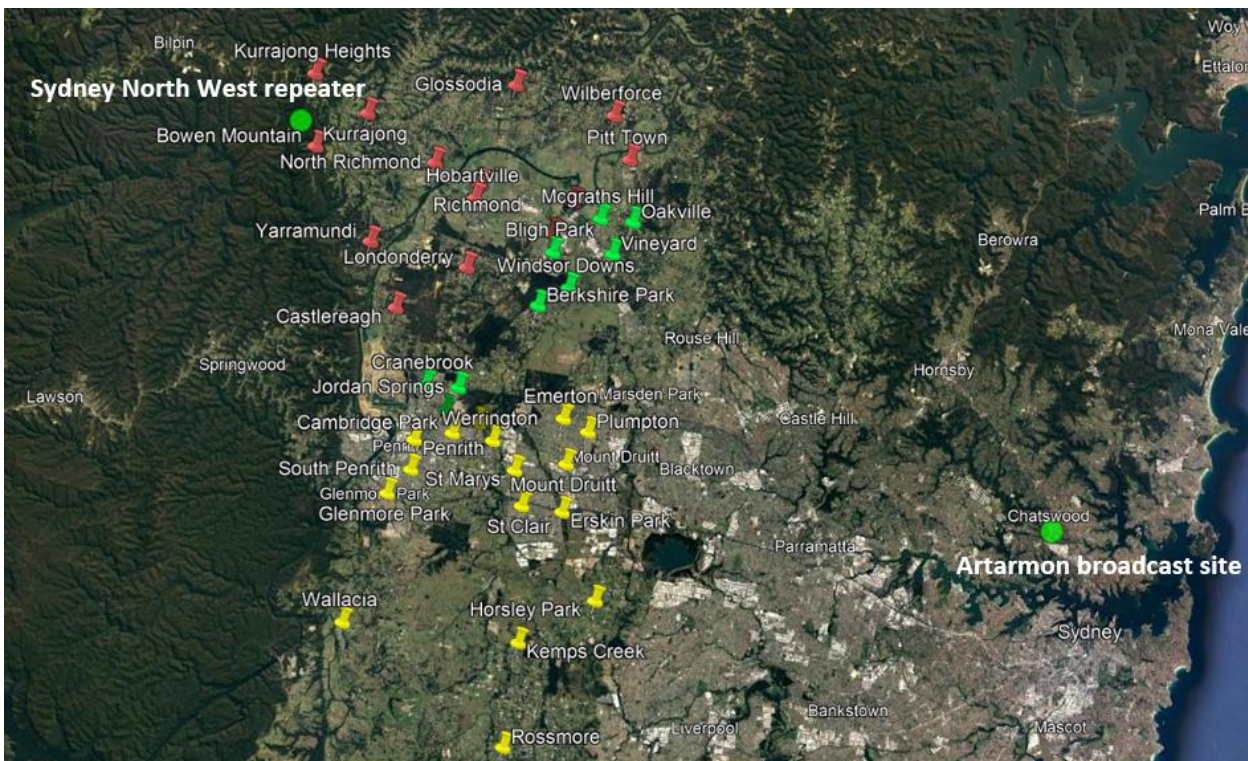 Bilpin
Woy
Kurrajong Heights
Ettalon
Glossodia
Sydney North West repeater
Wilberforce
Bowen Mountain
Kurrajong
Pitt Town
North Richmond
Hobartville
Mcgraths Hill
Richmond
Oakville
Palm B
Yarramundi
Bligh Park
Vineyard
Berowra
Londonderry
Windsor Downs
Berkshire Park
Castlereagh
Mona Vale
Rouse Hill
Springwood
Cranebrook
Hornsby
Jordan Springs
Lawson
Emerton
Marsden Park
Castle Hill
Cambridge Park
Werrington
Plumpton
Penrith
Mount Druitt
South Penrith
Blacktown
St Marys
Mount Druitt
Glenmore Park
Glenmore Park
St Clair
Erskin Park
Chatswood
Parramatta
Artarmon broadcast site
Wallacia
Horsley Park
Sydney
Kemps Creek
Bankstown
Rossmore
Liverpool
Mascot